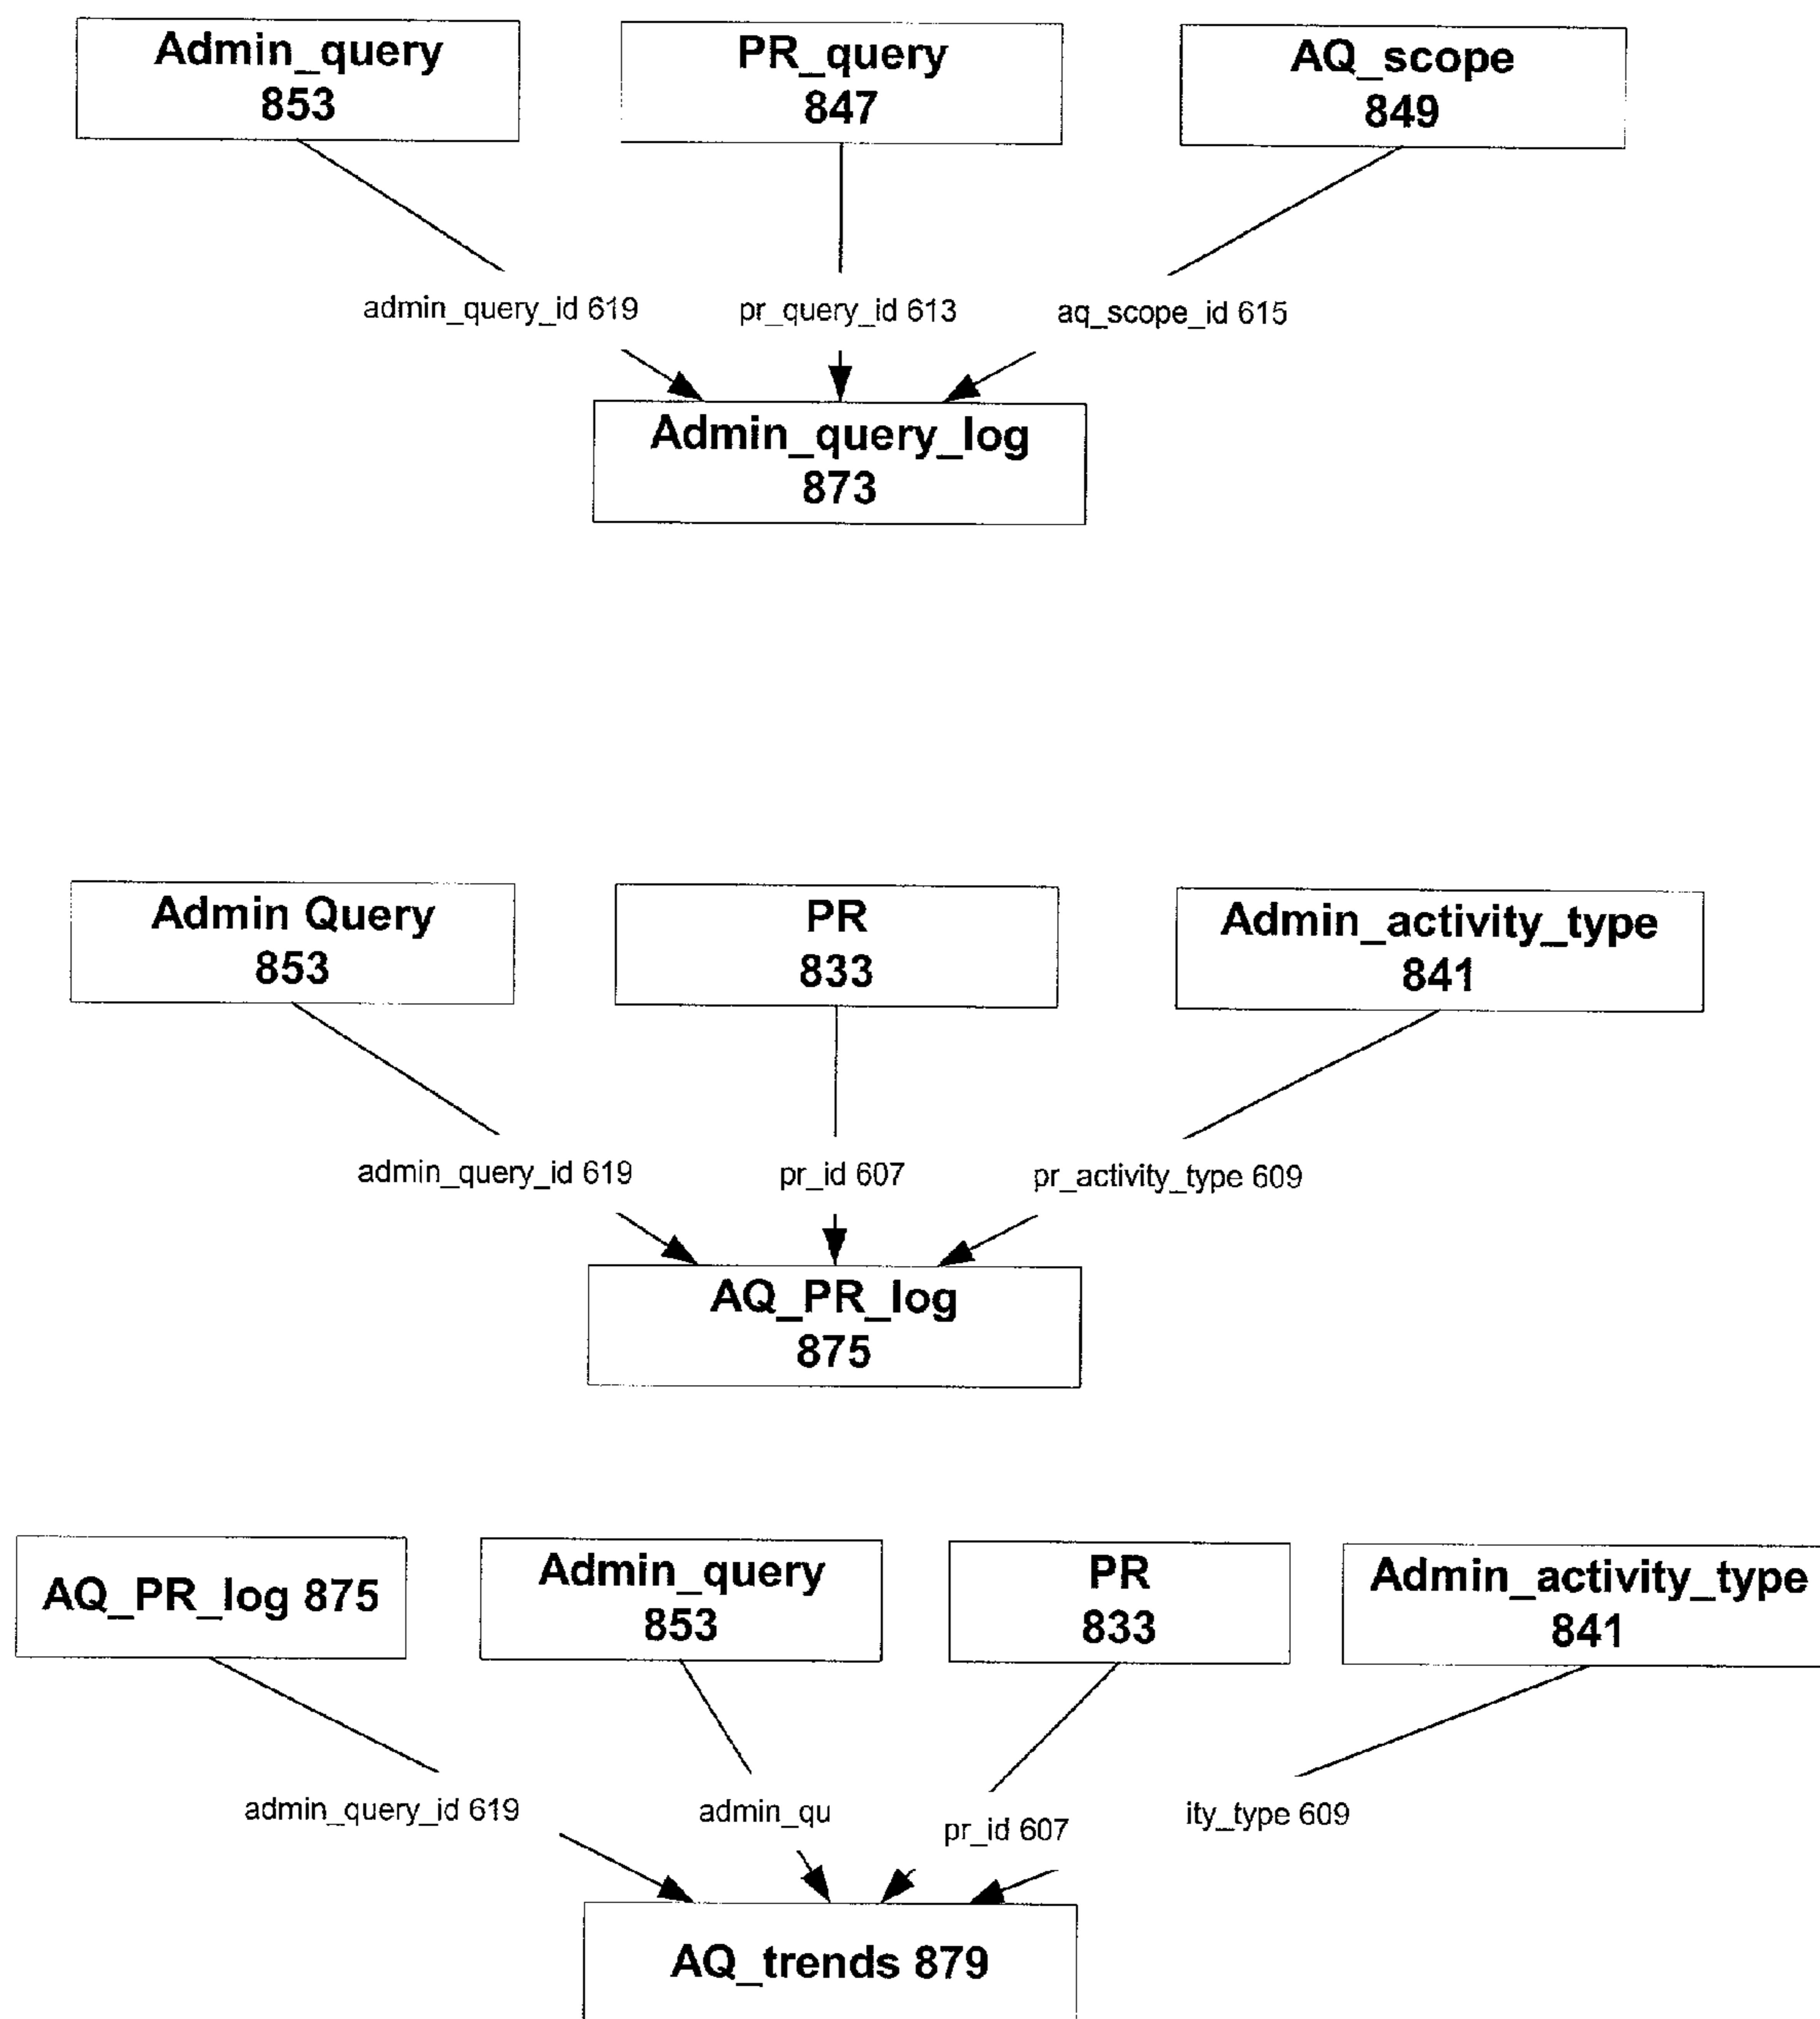 Admin_query
853
PR_query
847
AQ_scope
849
admin_query_id 619
pr_query_id 613
aq_scope_id 615
Admin_query_log
873
Admin Query
853
PR
833
Admin_activity_type
841
admin_query_id 619
pr_id 607
pr_activity_type 609
AQ_PR_log
875
AQ_PR_log 875
Admin_query
853
PR
833
Admin_activity_type
841
admin_query_id 619
admin_qu
pr_id 607
ity_type 609
AQ_trends 879